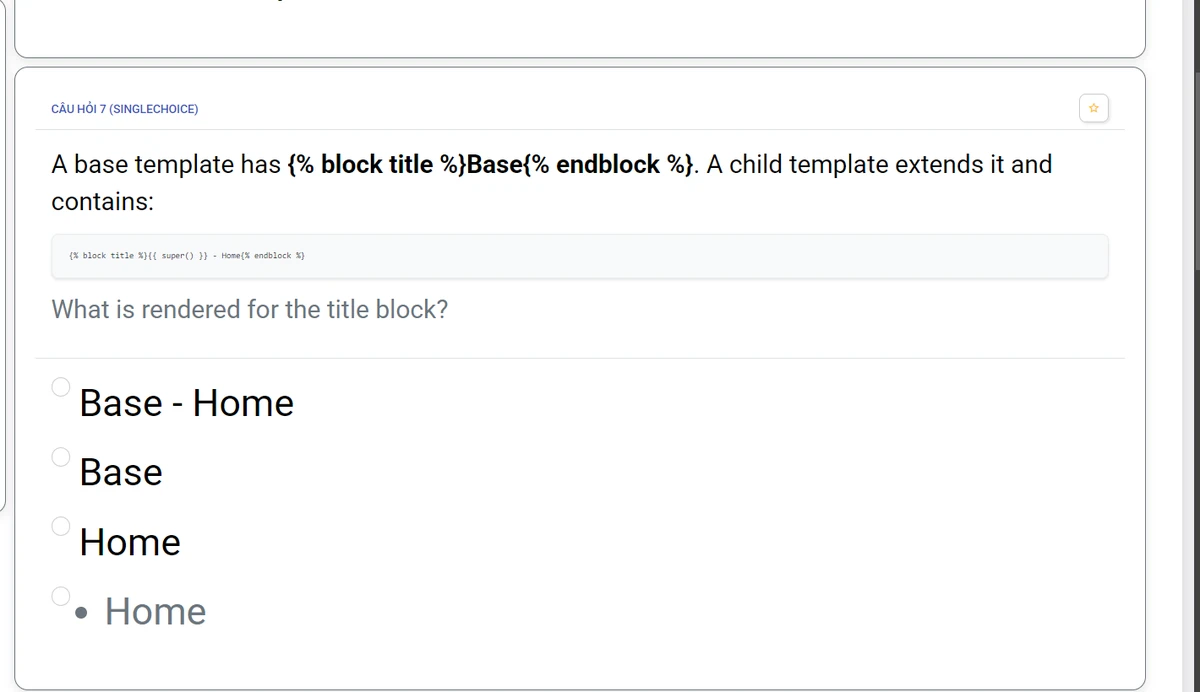 CÂU HỎI 7 (SINGLECHOICE)
A base template has {% block title %}Base{% endblock %}. A child template extends it and
contains:
{% block title %}{{ super() }} - Home{% endblock %}
What is rendered for the title block?
Base - Home
Base
Home
• Home